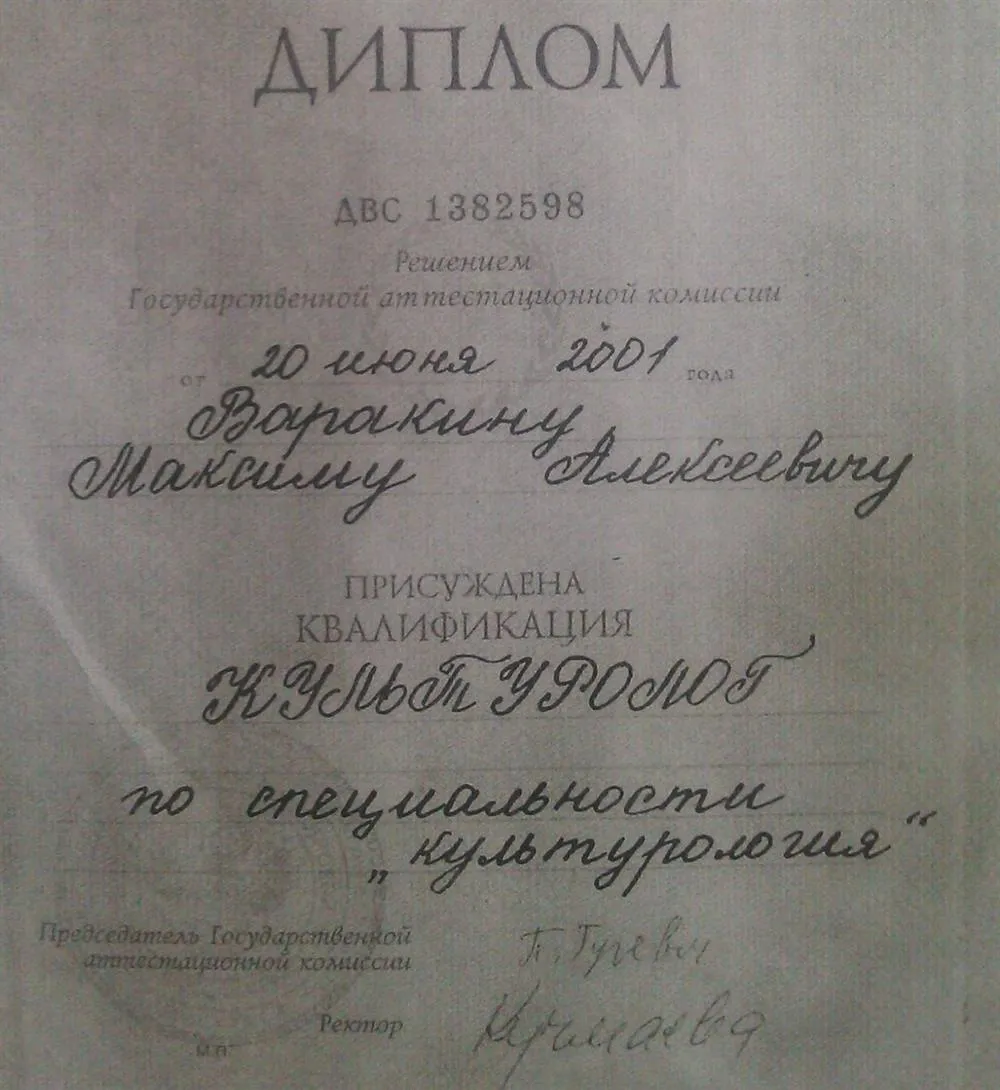 ДИПЛОМ
ДВС 1382598
Решением
Государственной аттестационной комиссии
от 20 июня 2001 года
Варакину
Максиму Алексеевичу
ПРИСУЖДЕНА
КВАЛИФИКАЦИЯ
КУЛЬТУРОЛОГ
по специальности
„культурология“
Председатель Государственной
аттестационной комиссии
П. Гуревич
Ректор
М.П.